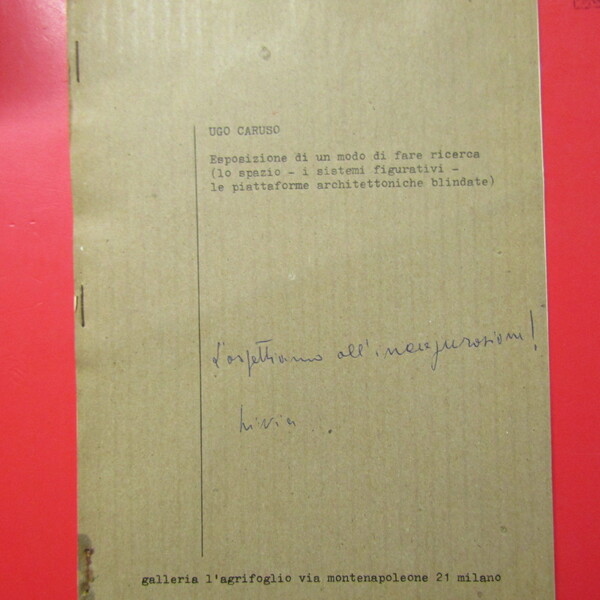 UGO CARUSO
Esposizione di un modo di fare ricerca
(lo spazio - i sistemi figurativi -
le piattaforme architettoniche blindate)
L'aspettiamo all'inaugurazione!
Livia...
galleria l'agrifoglio via montenapoleone 21 milano